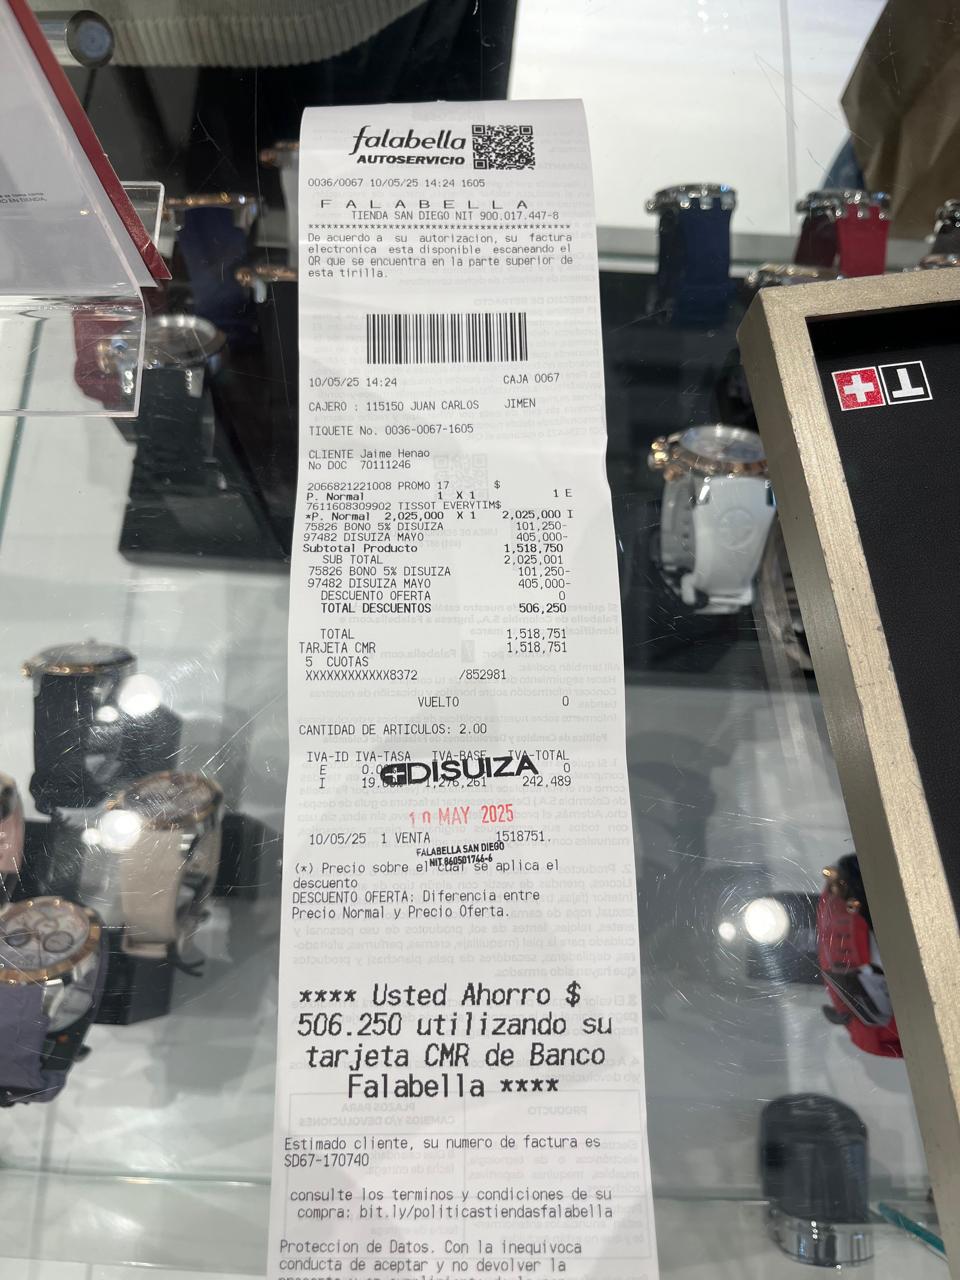 falabella
AUTOSERVICIO
0036/0067 10/05/25 14:24 1605
F A L A B E L L A
TIENDA SAN DIEGO NIT 900.017.447-8
****************************************
De acuerdo a su autorizacion, su factura
electronica esta disponible escaneando el
QR que se encuentra en la parte superior de
esta tirilla.
10/05/25 14:24 CAJA 0067
CAJERO : 115150 JUAN CARLOS JIMEN
TIQUETE No. 0036-0067-1605
CLIENTE Jaime Henao
No DOC 70111246
2066821221008 PROMO 17 $
P. Normal 1 X 1 1 E
7611608309902 TISSOT EVERYTIM$
*P. Normal 2,025,000 X 1 2,025,000 I
75826 BONO 5% DISUIZA 101,250-
97482 DISUIZA MAYO 405,000-
Subtotal Producto 1,518,750
SUB TOTAL 2,025,001
75826 BONO 5% DISUIZA 101,250-
97482 DISUIZA MAYO 405,000-
DESCUENTO OFERTA 0
TOTAL DESCUENTOS 506,250
TOTAL 1,518,751
TARJETA CMR 1,518,751
5 CUOTAS
XXXXXXXXXXXX8372 /852981
VUELTO 0
CANTIDAD DE ARTICULOS: 2.00
IVA-ID IVA-TASA IVA-BASE IVA-TOTAL
E 0
I 1,276,261 242,489
DISUIZA
10 MAY 2025
10/05/25 1 VENTA 1518751.
FALABELLA SAN DIEGO
NIT.860501766-6
(*) Precio sobre el cual se aplica el
descuento
DESCUENTO OFERTA: Diferencia entre
Precio Normal y Precio Oferta.
**** Usted Ahorro $
506.250 utilizando su
tarjeta CMR de Banco
Falabella ****
Estimado cliente, su numero de factura es
SD67-170740
consulte los terminos y condiciones de su
compra: bit.ly/politicastiendasfalabella
Proteccion de Datos. Con la inequivoca
conducta de aceptar y no devolver la